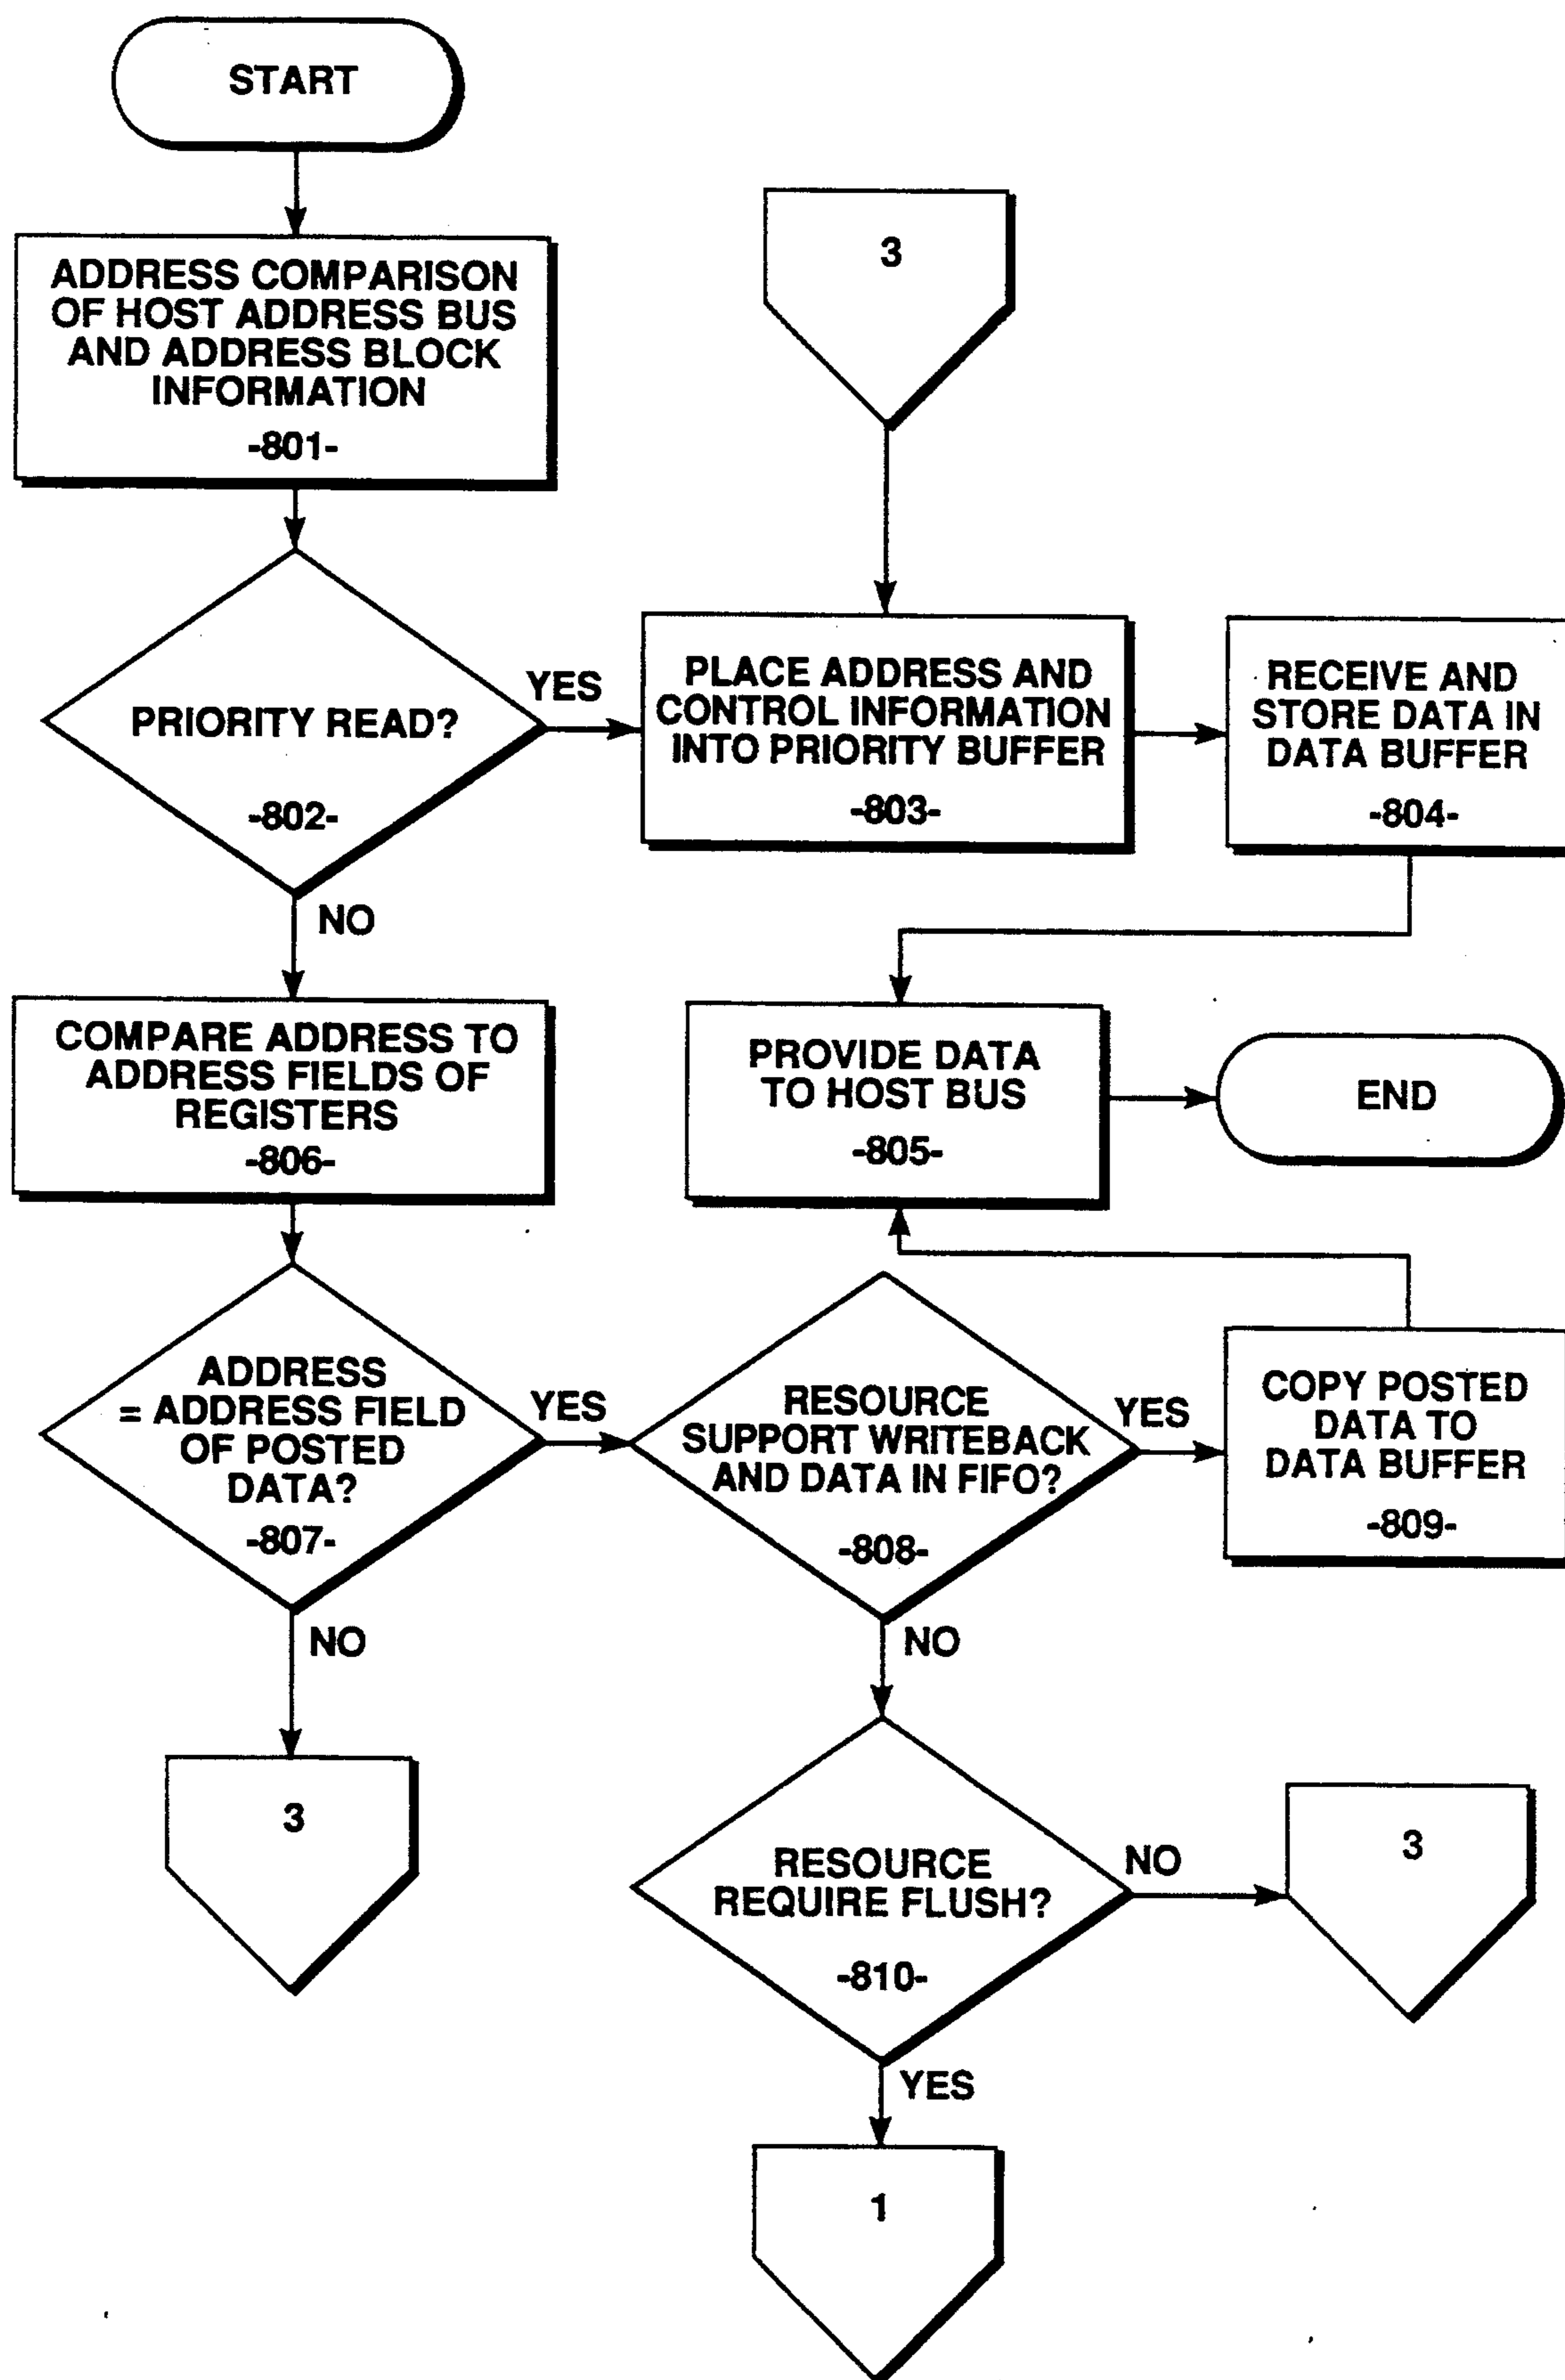 START
ADDRESS COMPARISON
OF HOST ADDRESS BUS
AND ADDRESS BLOCK
INFORMATION
-801-
3
PRIORITY READ?
-802-
YES
NO
PLACE ADDRESS AND
CONTROL INFORMATION
INTO PRIORITY BUFFER
-803-
RECEIVE AND
STORE DATA IN
DATA BUFFER
-804-
COMPARE ADDRESS TO
ADDRESS FIELDS OF
REGISTERS
-806-
PROVIDE DATA
TO HOST BUS
-805-
END
ADDRESS
= ADDRESS FIELD
OF POSTED
DATA?
-807-
YES
NO
RESOURCE
SUPPORT WRITEBACK
AND DATA IN FIFO?
-808-
YES
NO
COPY POSTED
DATA TO
DATA BUFFER
-809-
3
RESOURCE
REQUIRE FLUSH?
-810-
NO
3
YES
1